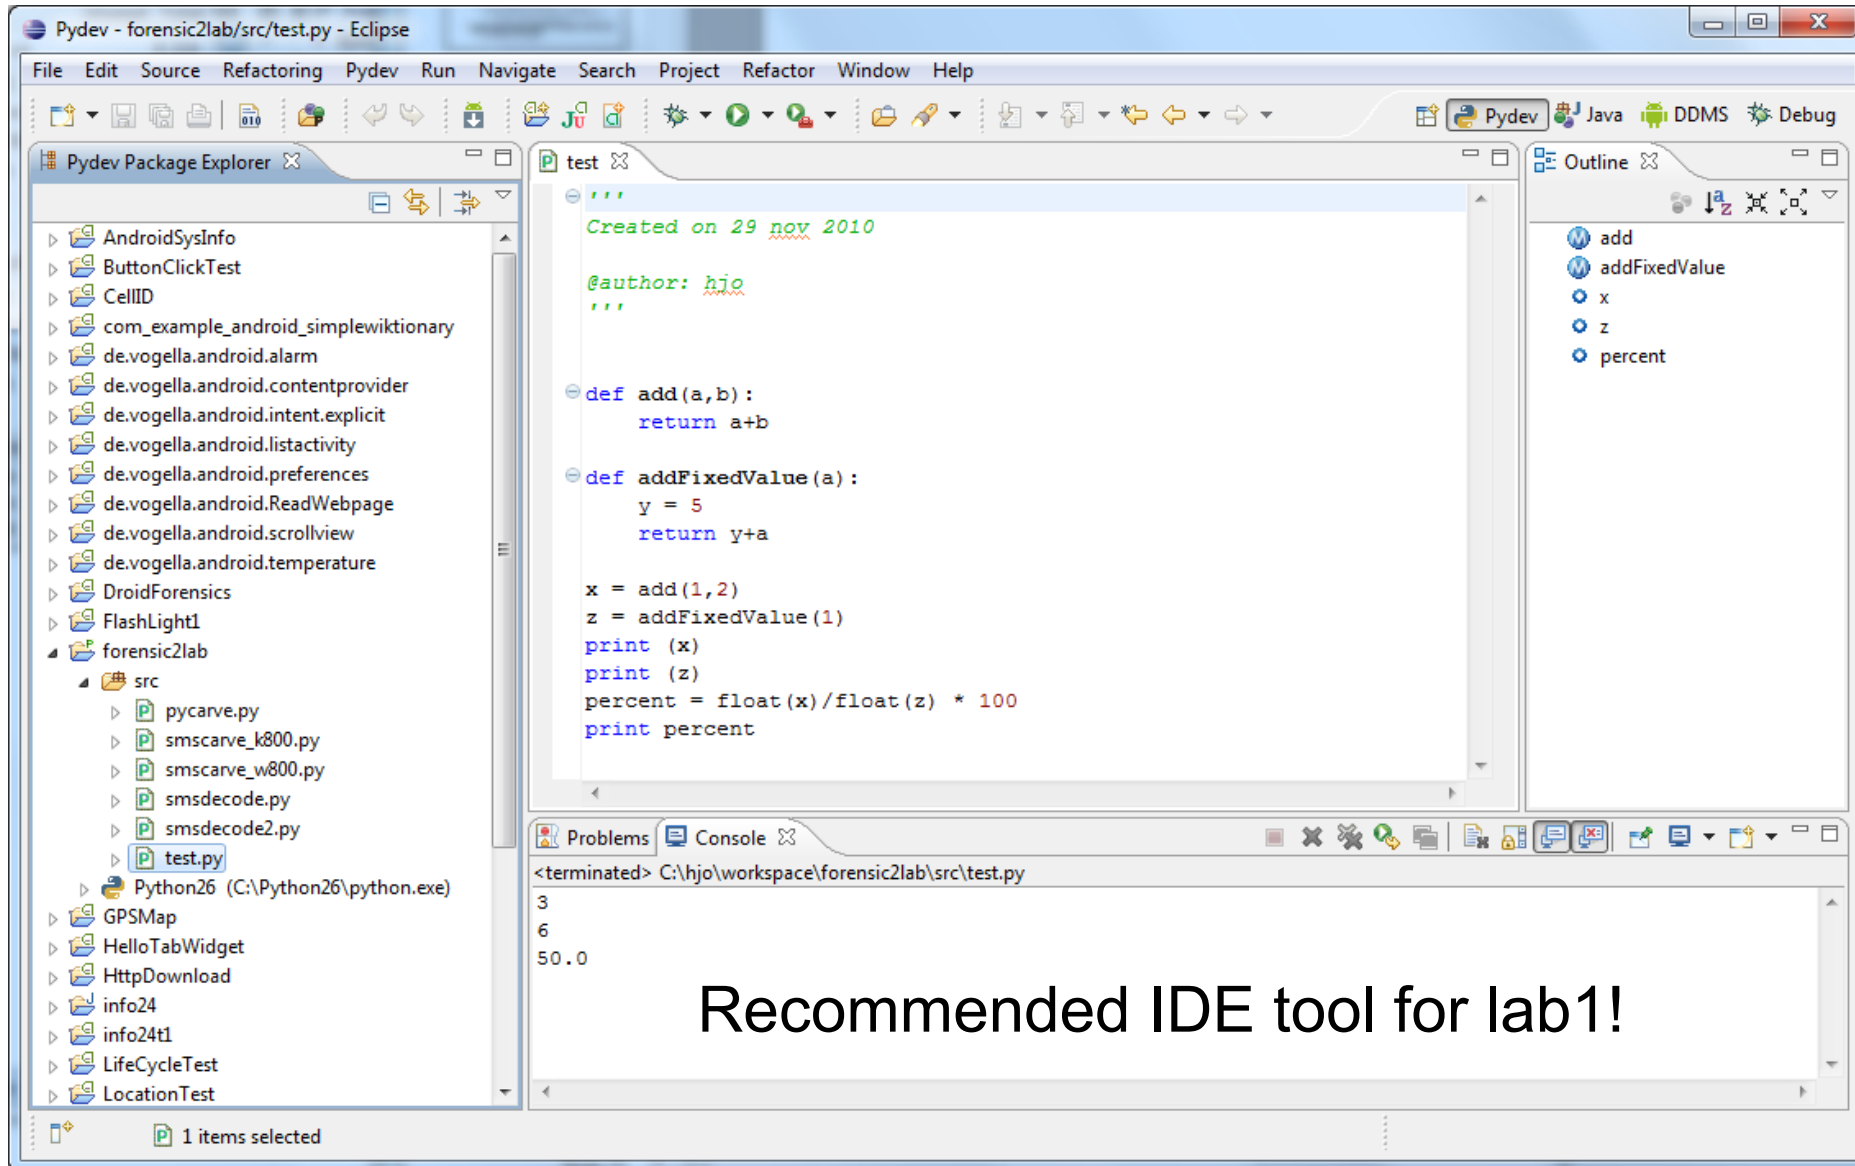 Pydev - forensic2lab/src/test.py - Eclipse
File Edit Source Refactoring Pydev Run Navigate Search Project Refactor Window Help
Pydev Java DDMS Debug
Pydev Package Explorer
AndroidSysInfo
ButtonClickTest
CellID
com_example_android_simplewiktionary
de.vogella.android.alarm
de.vogella.android.contentprovider
de.vogella.android.intent.explicit
de.vogella.android.listactivity
de.vogella.android.preferences
de.vogella.android.ReadWebpage
de.vogella.android.scrollview
de.vogella.android.temperature
DroidForensics
FlashLight1
forensic2lab
src
pycarve.py
smscarve_k800.py
smscarve_w800.py
smsdecode.py
smsdecode2.py
test.py
Python26 (C:\Python26\python.exe)
GPSMap
HelloTabWidget
HttpDownload
info24
info24t1
LifeCycleTest
LocationTest
test
'''
Created on 29 nov 2010
@author: hjo
'''
def add(a,b):
    return a+b
def addFixedValue(a):
    y = 5
    return y+a
x = add(1,2)
z = addFixedValue(1)
print (x)
print (z)
percent = float(x)/float(z) * 100
print percent
Outline
add
addFixedValue
x
z
percent
Problems Console
<terminated> C:\hjo\workspace\forensic2lab\src\test.py
3
6
50.0
Recommended IDE tool for lab1!
1 items selected